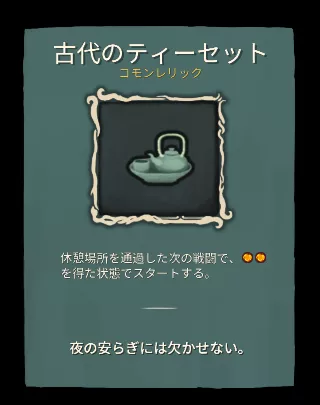 古代のティーセット
コモンレリック
休憩場所を通過した次の戦闘で、
を得た状態でスタートする。
夜の安らぎには欠かせない。